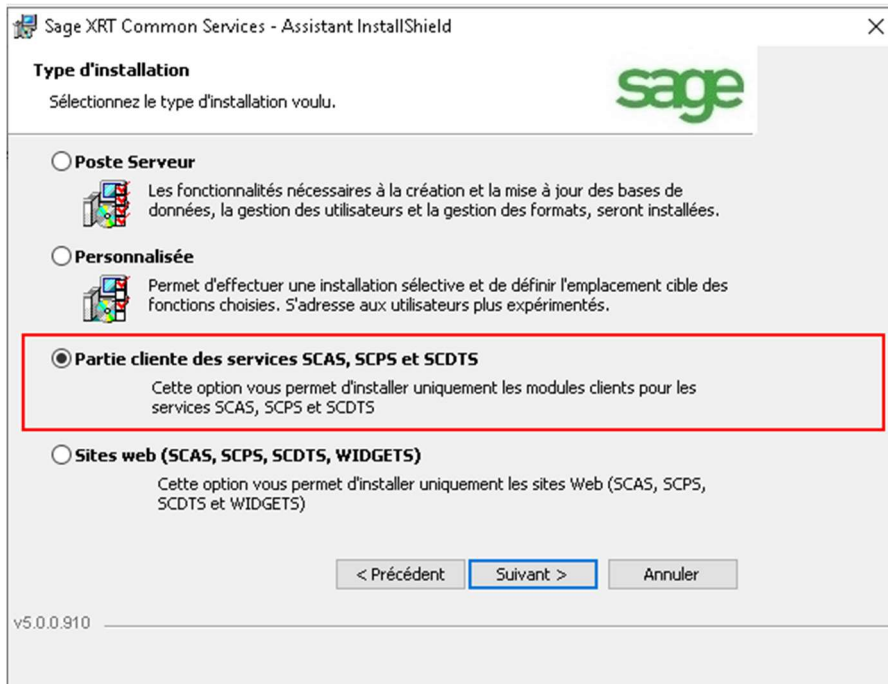 Sage XRT Common Services - Assistant InstallShield
Type d'installation
Sélectionnez le type d'installation voulu.
sage
Poste Serveur
Les fonctionnalités nécessaires à la création et la mise à jour des bases de
données, la gestion des utilisateurs et la gestion des formats, seront installées.
Personnalisée
Permet d'effectuer une installation sélective et de définir l'emplacement cible des
fonctions choisies. S'adresse aux utilisateurs plus expérimentés.
Partie cliente des services SCAS, SCPS et SCDTS
Cette option vous permet d'installer uniquement les modules clients pour les
services SCAS, SCPS et SCDTS
Sites web (SCAS, SCPS, SCDTS, WIDGETS)
Cette option vous permet d'installer uniquement les sites Web (SCAS, SCPS,
SCDTS et WIDGETS)
< Précédent Suivant > Annuler
v5.0.0.910